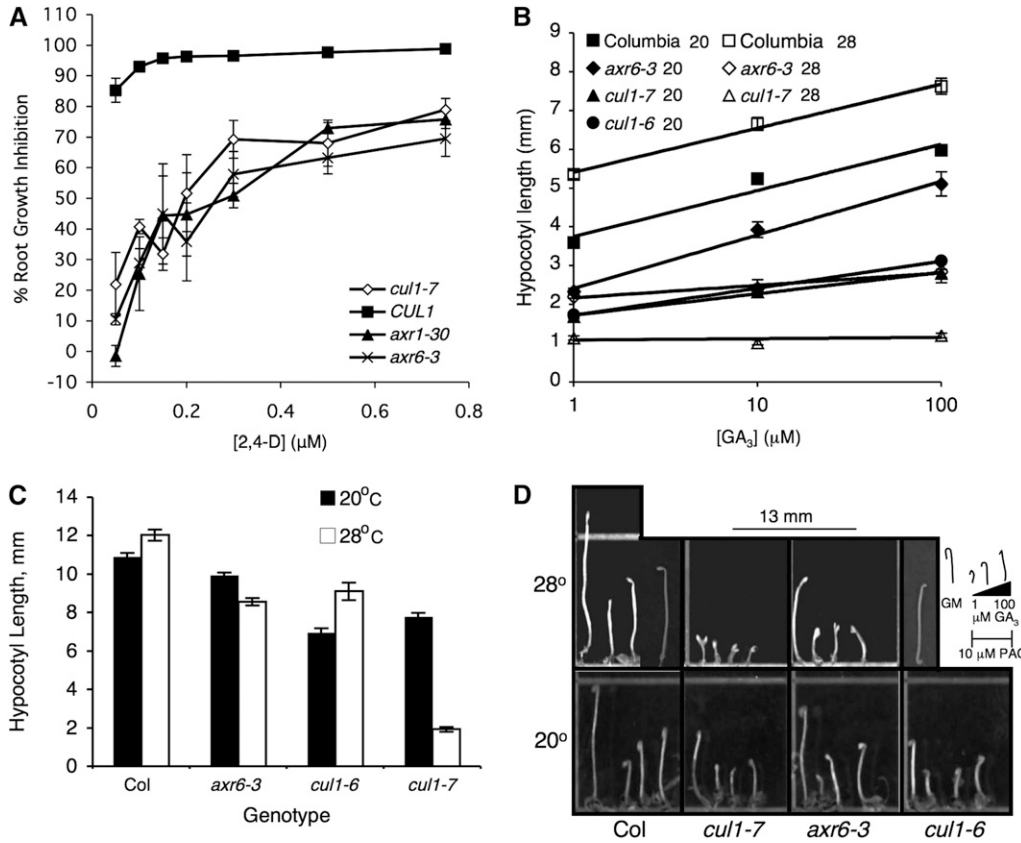 A
% Root Growth Inhibition
100
90
80
70
60
50
40
30
20
10
0
-10
0
0.2
0.4
0.6
0.8
[2,4-D] (µM)
cul1-7
CUL1
axr1-30
axr6-3
B
Hypocotyl length (mm)
9
8
7
6
5
4
3
2
1
0
1
10
100
[GA3] (µM)
Columbia 20
axr6-3 20
cul1-7 20
cul1-6 20
Columbia 28
axr6-3 28
cul1-7 28
C
Hypocotyl Length, mm
14
12
10
8
6
4
2
0
20°C
28°C
Col
axr6-3
cul1-6
cul1-7
Genotype
D
13 mm
28°
20°
GM
1 100
µM GA3
10 µM PAC
Col
cul1-7
axr6-3
cul1-6